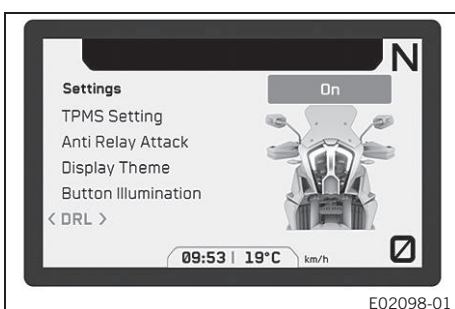 N
Settings
On
TPMS Setting
Anti Relay Attack
Display Theme
Button Illumination
< DRL >
09:53 | 19°C km/h
0
E02098-01